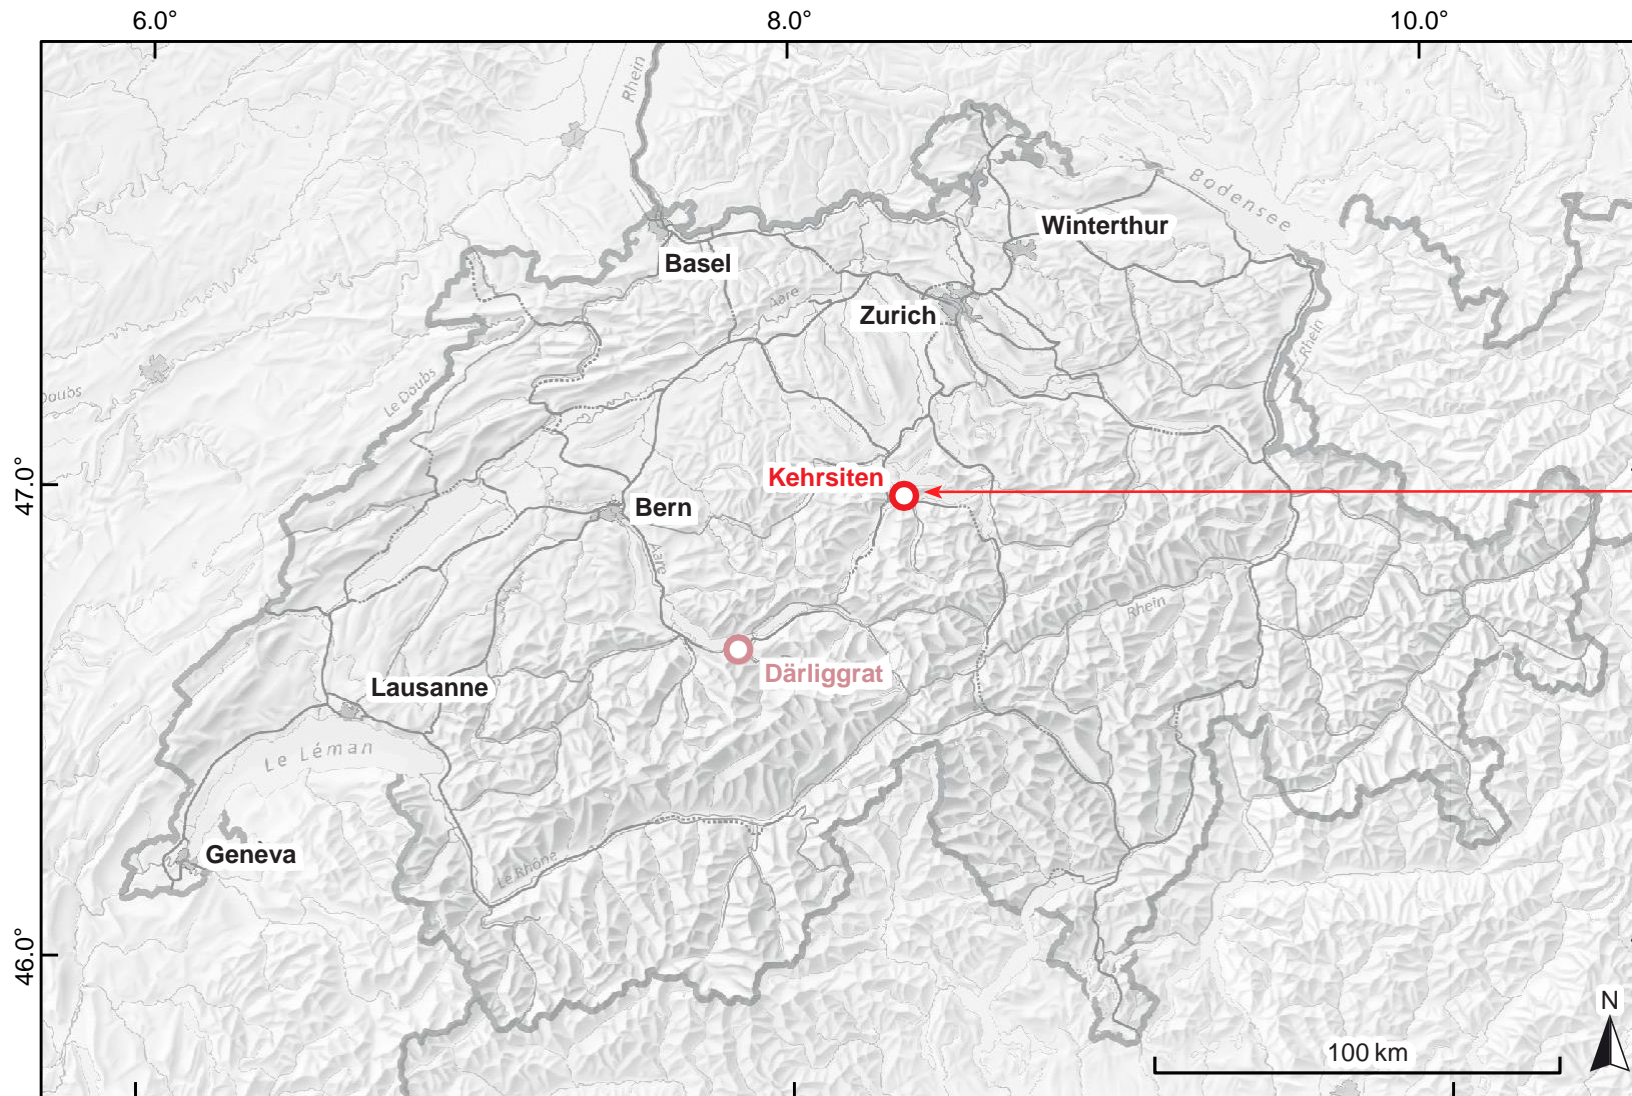 6.0°
8.0°
10.0°
Rhein
Bodensee
Winterthur
Basel
Aare
Zurich
Rhein
Le Doubs
Doubs
47.0°
Kehrsiten
Bern
Aare
Rhein
Därliggrat
Lausanne
Le Léman
Geneva
Le Rhône
46.0°
N
100 km